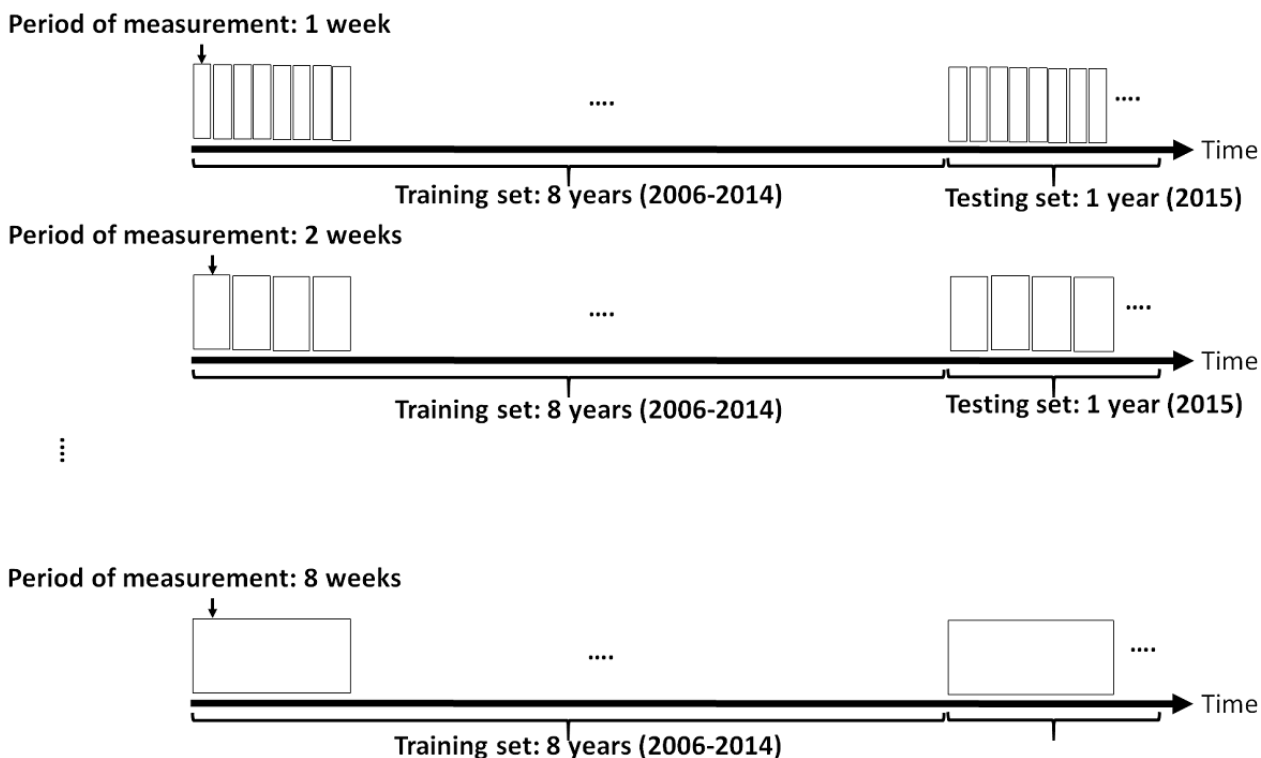 Period of measurement: 1 week
....
....
Time
Training set: 8 years (2006-2014)
Testing set: 1 year (2015)
Period of measurement: 2 weeks
....
....
Time
Training set: 8 years (2006-2014)
Testing set: 1 year (2015)
....
Period of measurement: 8 weeks
....
....
Time
Training set: 8 years (2006-2014)